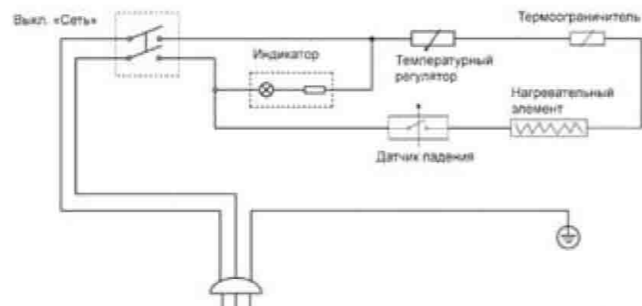 Выкл. «Сеть»
Термоограничитель
Индикатор
Температурный
регулятор
Нагревательный
элемент
Датчик падения